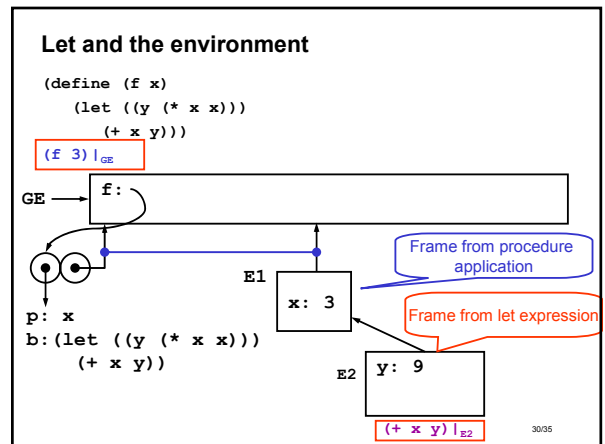 Let and the environment
(define (f x)
(let ((y (* x x)))
(+ x y)))
(f 3)|GE
GE
f:
E1
x: 3
Frame from procedure
application
p: x
b:(let ((y (* x x)))
(+ x y))
Frame from let expression
E2
y: 9
(+ x y)|E2
30/35